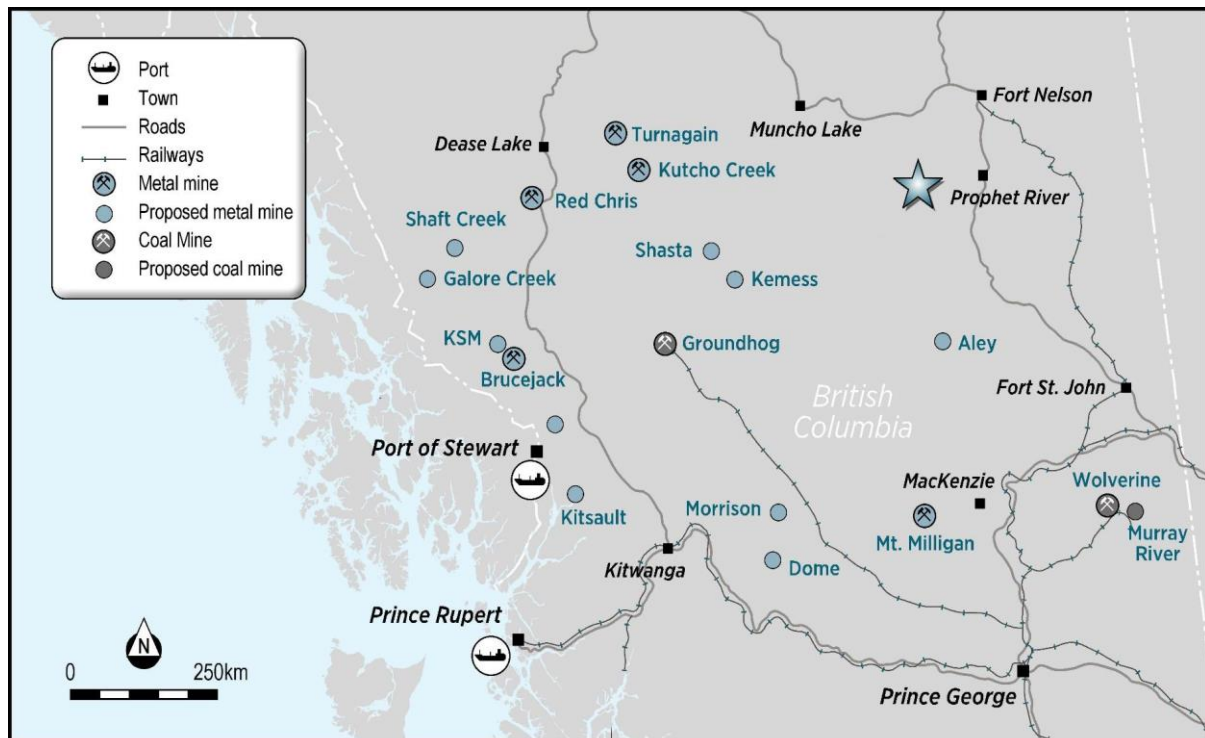 Port
Town
Roads
Railways
Metal mine
Proposed metal mine
Coal Mine
Proposed coal mine
Fort Nelson
Muncho Lake
Turnagain
Dease Lake
Kutcho Creek
Prophet River
Red Chris
Shaft Creek
Shasta
Galore Creek
Kemess
KSM
Groundhog
Aley
Brucejack
Fort St. John
British
Columbia
Port of Stewart
MacKenzie
Wolverine
Kitsault
Morrison
Mt. Milligan
Murray
River
Kitwanga
Dome
Prince Rupert
N
0 250km
Prince George